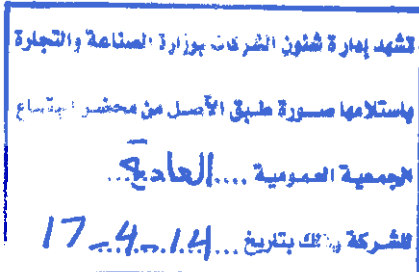 تشهد إدارة شئون الشركات بوزارة الصناعة والتجارة
باستلامها صورة طبق الأصل من محضر اجتماع
الجمعية العمومية ....العادية...
للشركة وذلك بتاريخ ...14-4-17